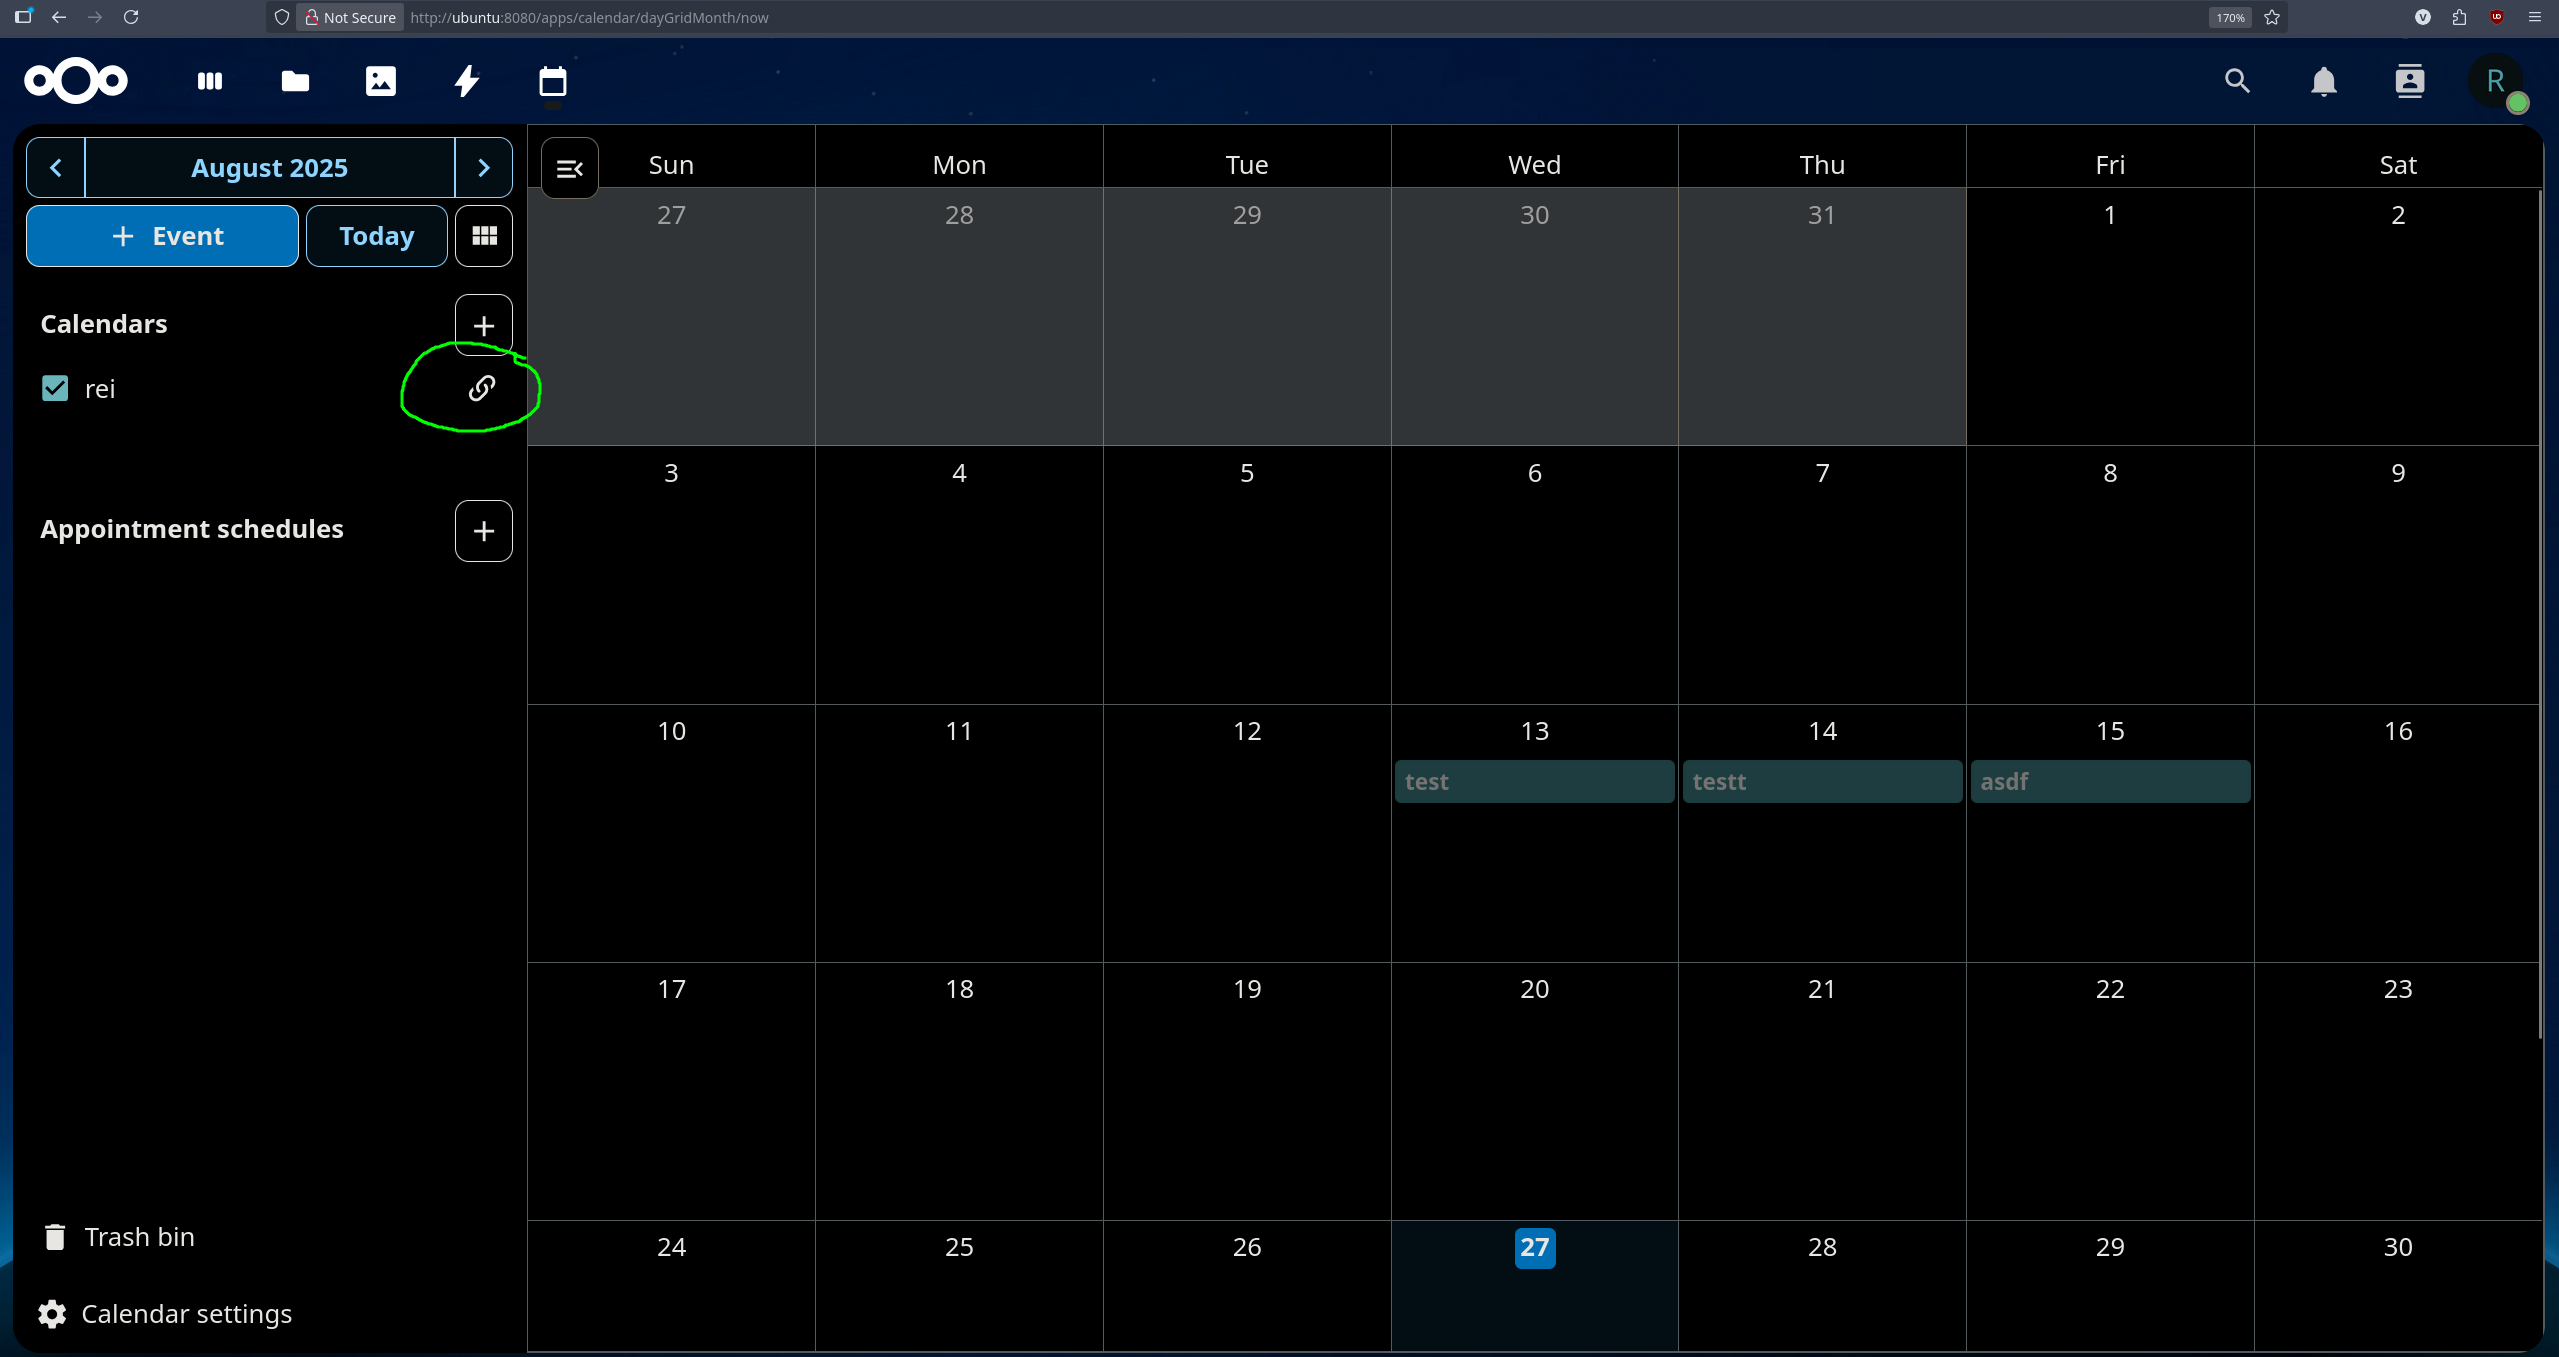 Not Secure http://ubuntu:8080/apps/calendar/dayGridMonth/now 170%
R
August 2025
Event Today
Calendars
rei
Appointment schedules
Trash bin
Calendar settings
Sun Mon Tue Wed Thu Fri Sat
27 28 29 30 31 1 2
3 4 5 6 7 8 9
10 11 12 13 14 15 16
test testt asdf
17 18 19 20 21 22 23
24 25 26 27 28 29 30